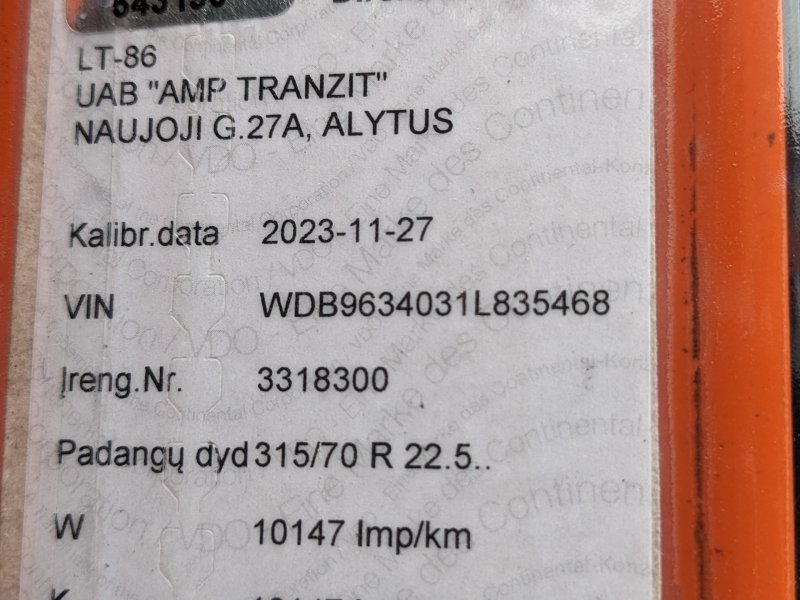 LT-86
UAB "AMP TRANZIT"
NAUJOJI G.27A, ALYTUS
Kalibr.data 2023-11-27
VIN WDB9634031L835468
Įreng.Nr. 3318300
Padangų dyd 315/70 R 22.5..
W 10147 Imp/km